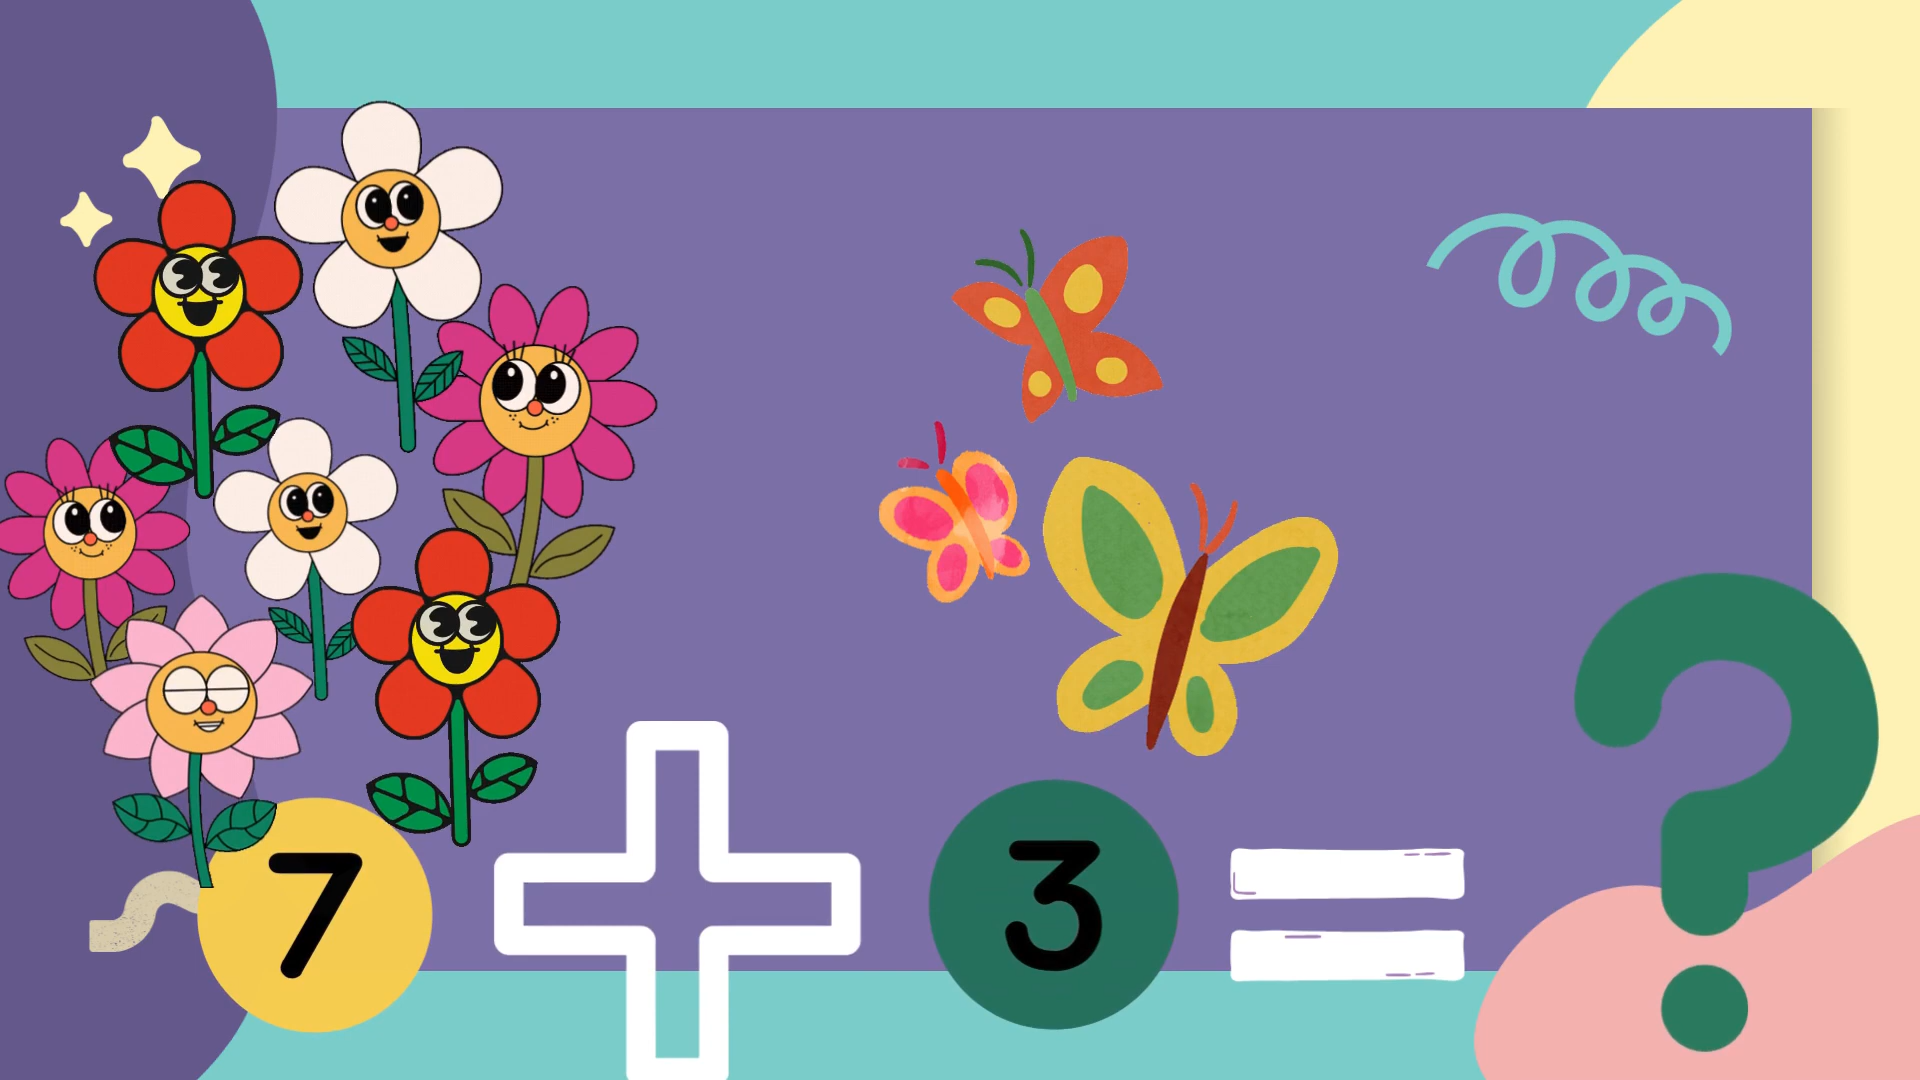 7 + 3 = ?